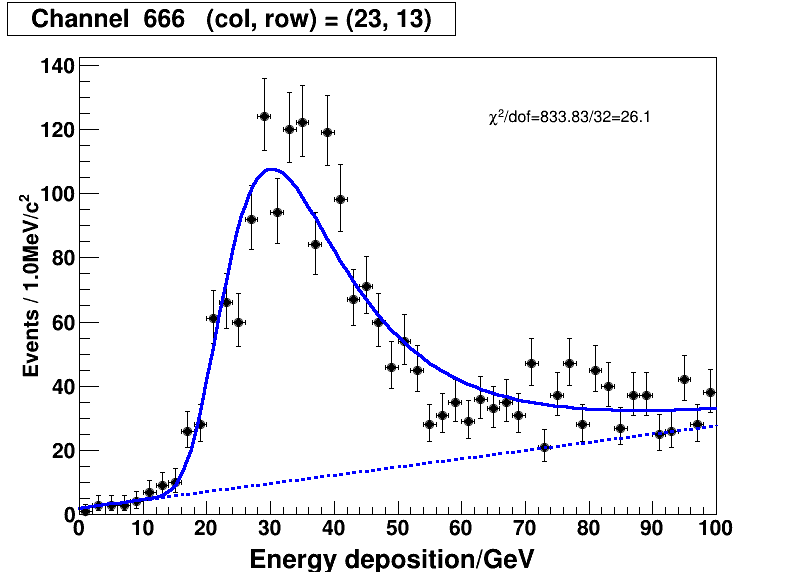 Channel 666 (col, row) = (23, 13)
χ²/dof=833.83/32=26.1
Events / 1.0MeV/c²
140
120
100
80
60
40
20
0
0 10 20 30 40 50 60 70 80 90 100
Energy deposition/GeV